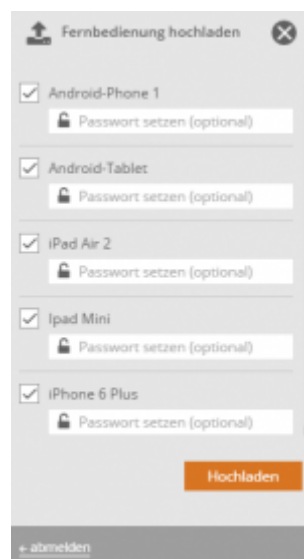 Fernbedienung hochladen
Android-Phone 1
Passwort setzen (optional)
Android-Tablet
Passwort setzen (optional)
iPad Air 2
Passwort setzen (optional)
Ipad Mini
Passwort setzen (optional)
iPhone 6 Plus
Passwort setzen (optional)
Hochladen
← abmelden